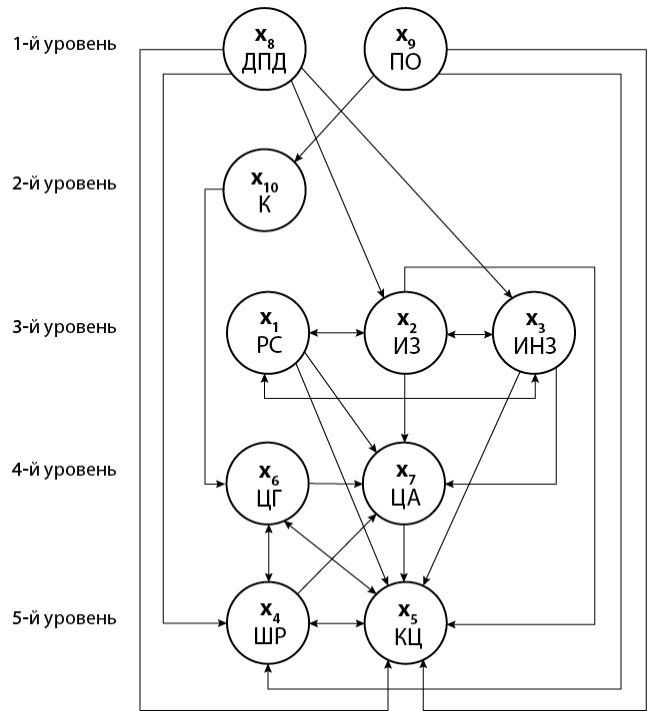 1-й уровень
x8
ДПД
x9
ПО
2-й уровень
x10
К
3-й уровень
x1
РС
x2
ИЗ
x3
ИНЗ
4-й уровень
x6
ЦГ
x7
ЦА
5-й уровень
x4
ШР
x5
КЦ